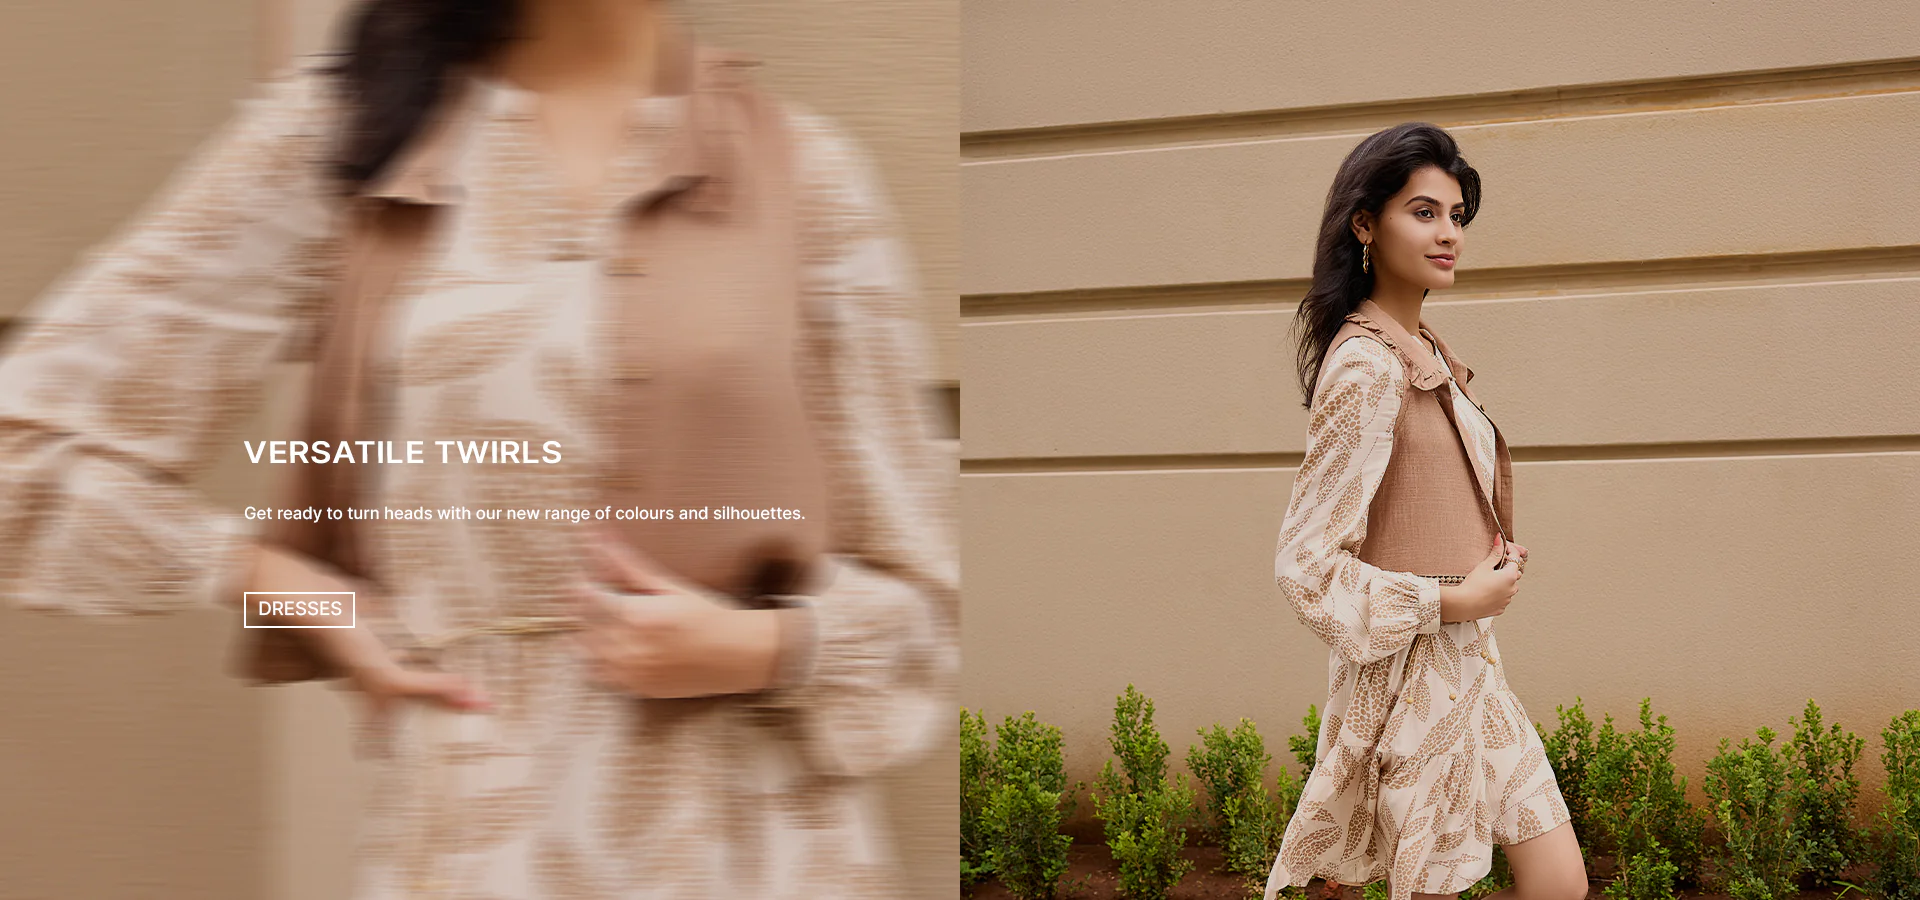 VERSATILE TWIRLS
Get ready to turn heads with our new range of colours and silhouettes.
DRESSES